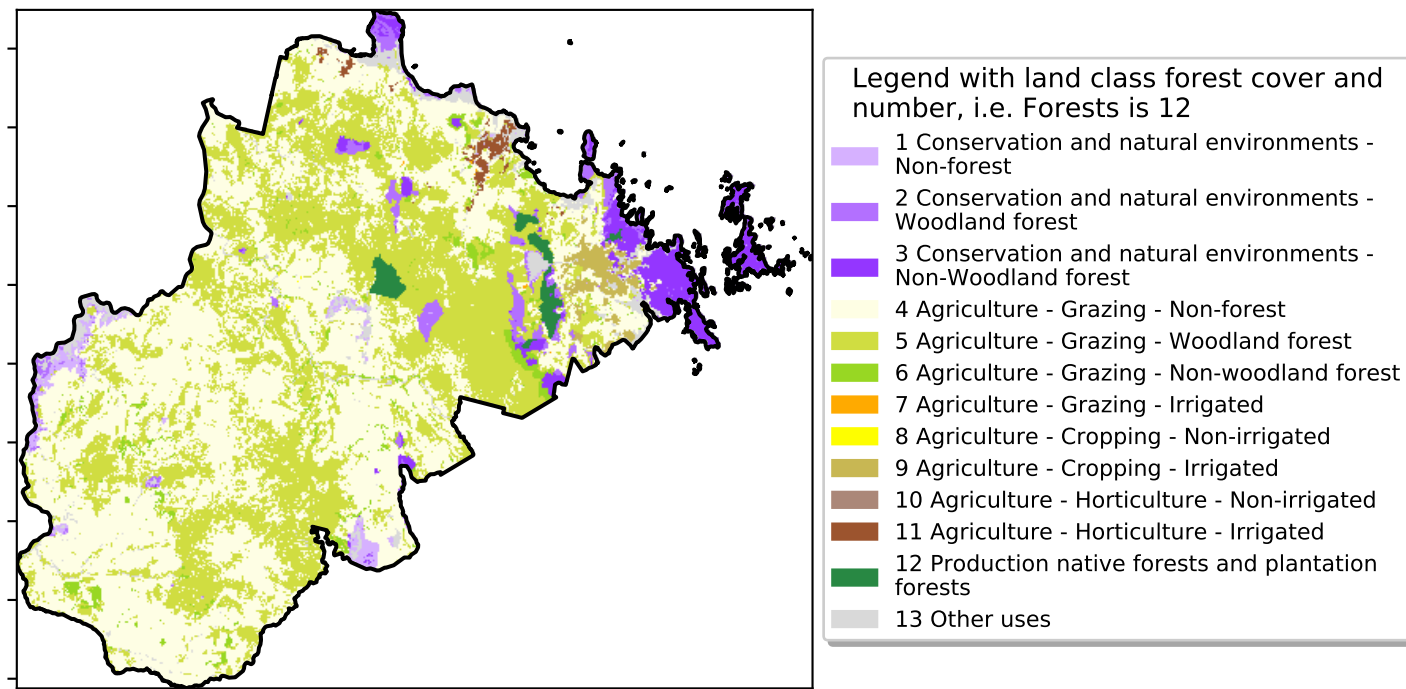 Legend with land class forest cover and
number, i.e. Forests is 12
1 Conservation and natural environments -
Non-forest
2 Conservation and natural environments -
Woodland forest
3 Conservation and natural environments -
Non-Woodland forest
4 Agriculture - Grazing - Non-forest
5 Agriculture - Grazing - Woodland forest
6 Agriculture - Grazing - Non-woodland forest
7 Agriculture - Grazing - Irrigated
8 Agriculture - Cropping - Non-irrigated
9 Agriculture - Cropping - Irrigated
10 Agriculture - Horticulture - Non-irrigated
11 Agriculture - Horticulture - Irrigated
12 Production native forests and plantation
forests
13 Other uses